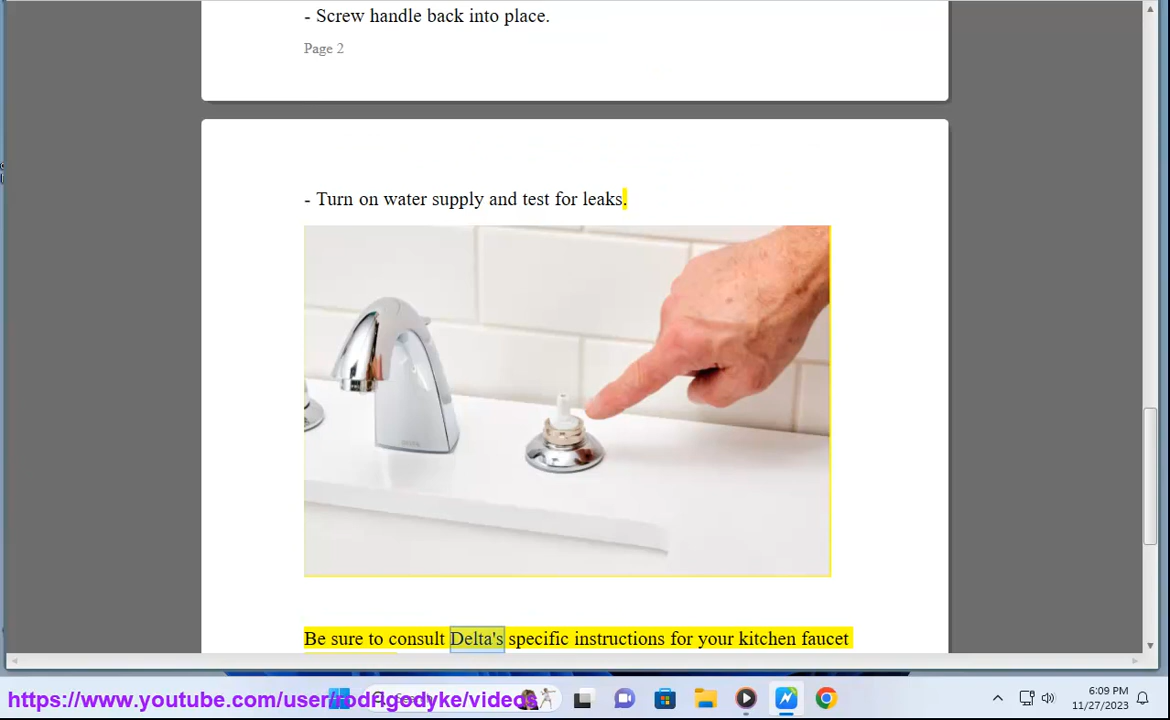 - Screw handle back into place.
Page 2
- Turn on water supply and test for leaks.
Be sure to consult Delta's specific instructions for your kitchen faucet
https://www.youtube.com/user/rodrigedyke/videos
6:09 PM
11/27/2023